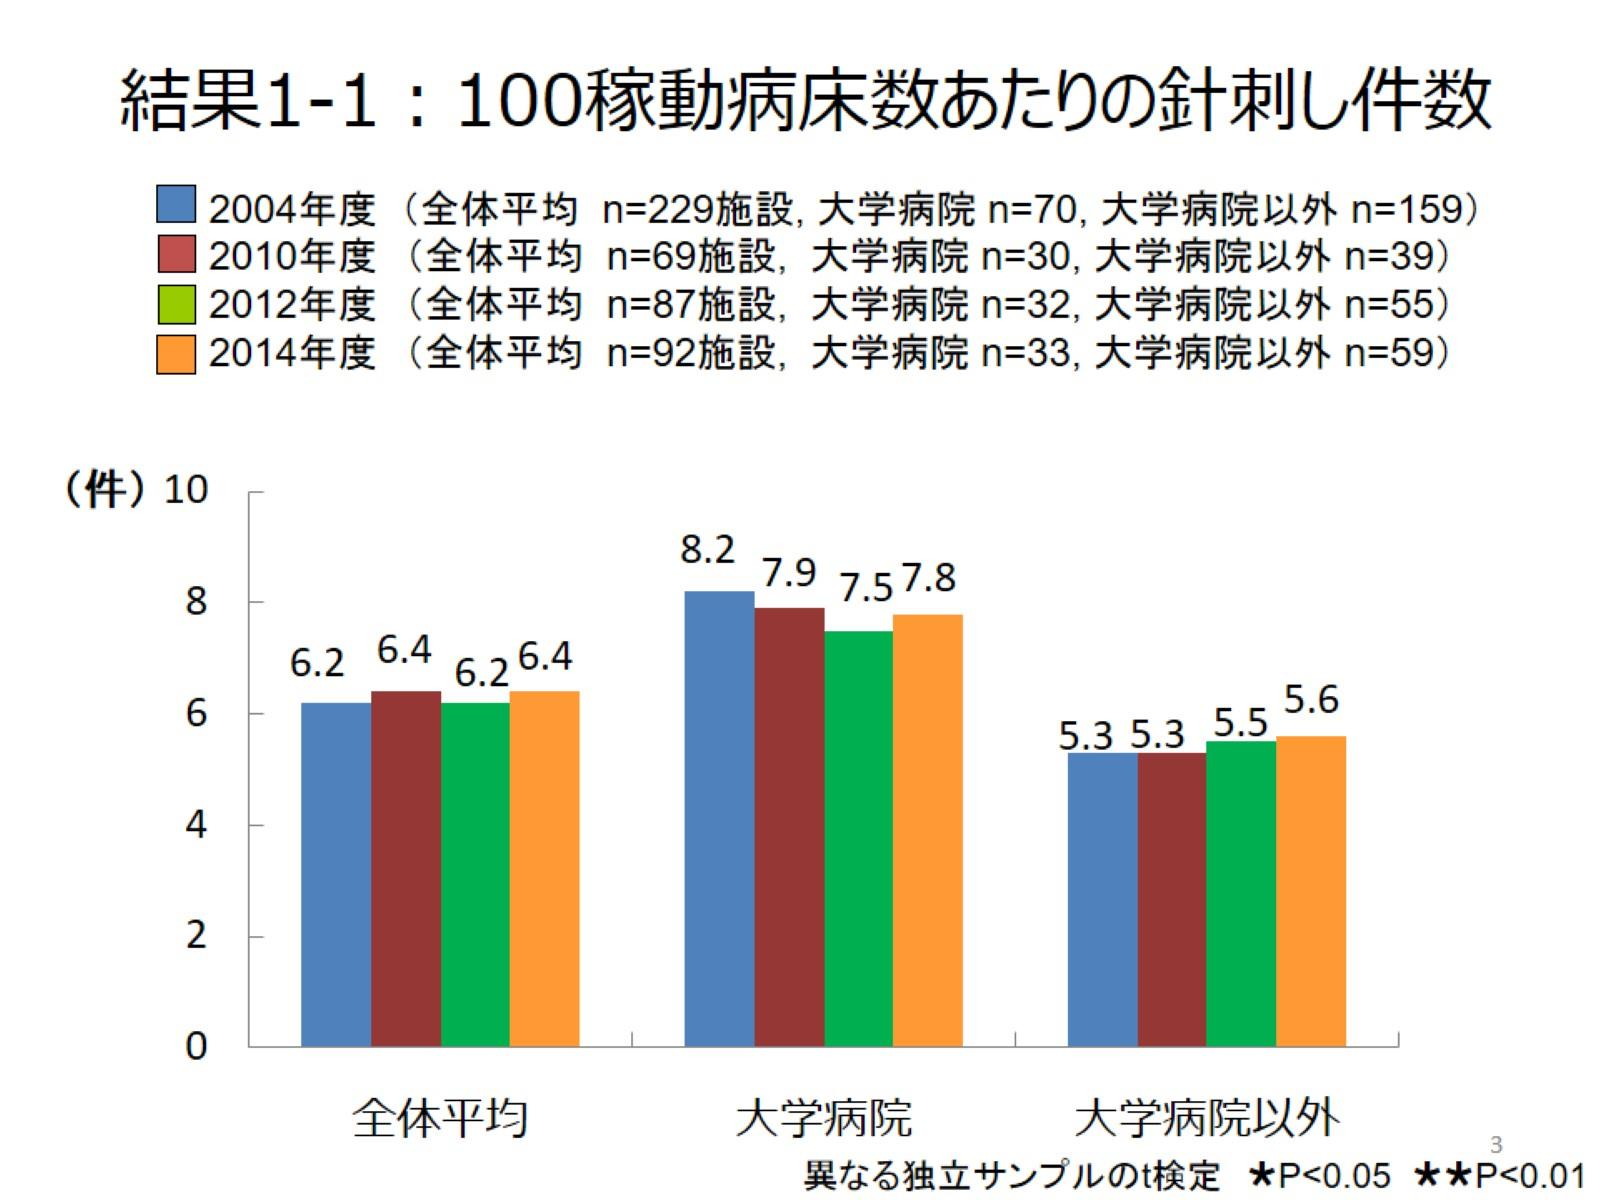 結果1-1：100稼動病床数あたりの針刺し件数
2004年度（全体平均 n=229施設, 大学病院 n=70, 大学病院以外 n=159）
2010年度（全体平均 n=69施設, 大学病院 n=30, 大学病院以外 n=39）
2012年度（全体平均 n=87施設, 大学病院 n=32, 大学病院以外 n=55）
2014年度（全体平均 n=92施設, 大学病院 n=33, 大学病院以外 n=59）
（件） 10
8
6
4
2
0
6.2 6.4 6.2 6.4
8.2 7.9 7.5 7.8
5.3 5.3 5.5 5.6
全体平均 大学病院 大学病院以外
3
異なる独立サンプルのt検定 ★P<0.05 ★★P<0.01